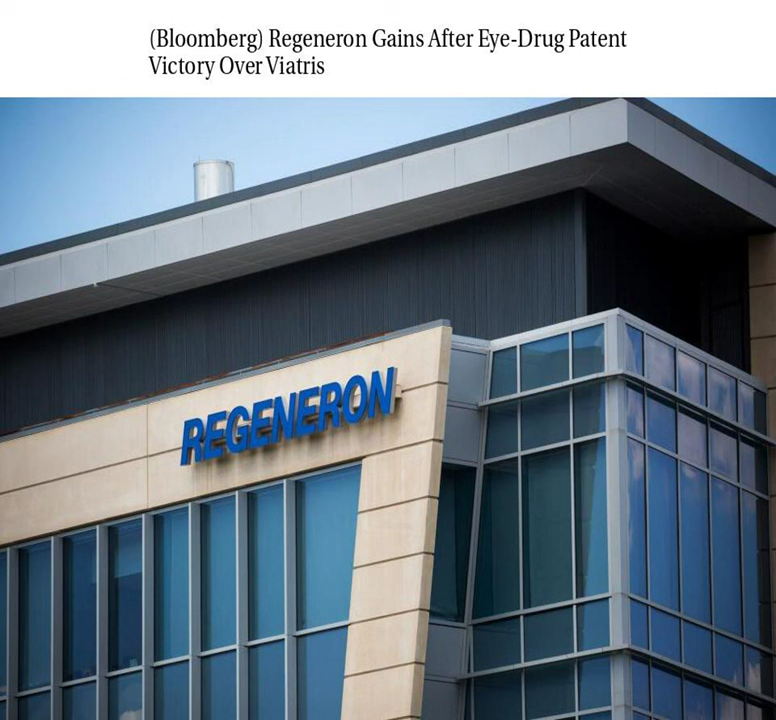 (Bloomberg) Regeneron Gains After Eye-Drug Patent
Victory Over Viatris
REGENERON